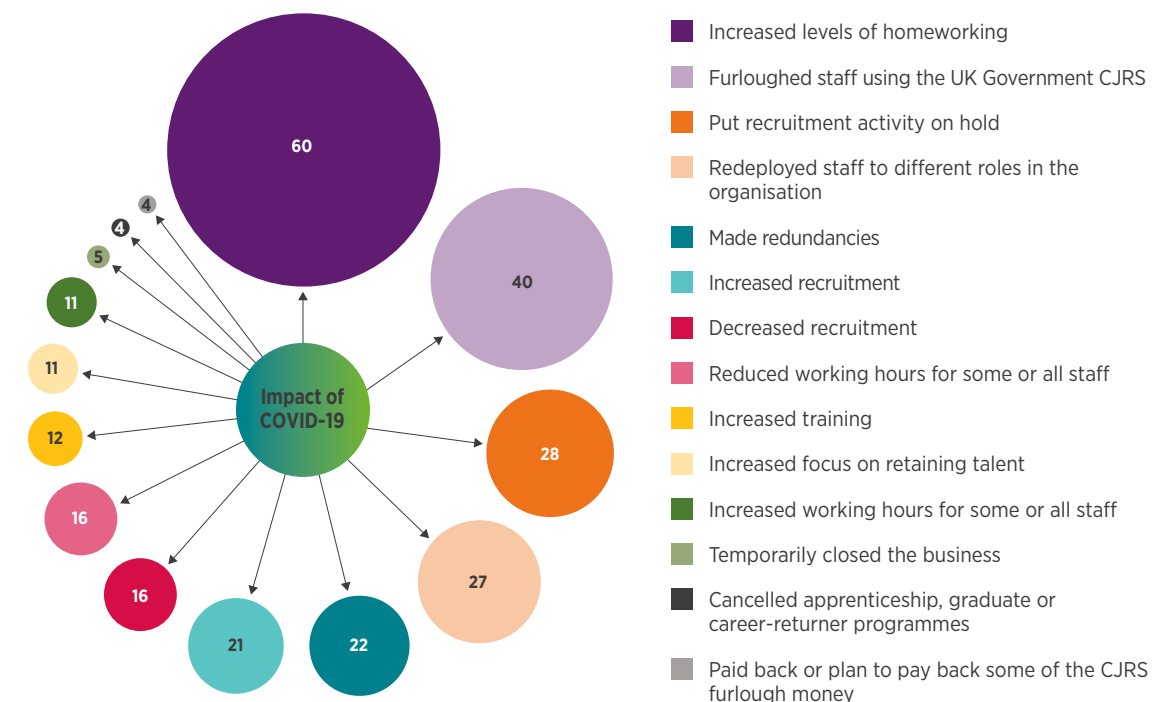 60
40
28
27
22
21
16
16
12
11
11
5
4
4
Impact of
COVID-19
Increased levels of homeworking
Furloughed staff using the UK Government CJRS
Put recruitment activity on hold
Redeployed staff to different roles in the
organisation
Made redundancies
Increased recruitment
Decreased recruitment
Reduced working hours for some or all staff
Increased training
Increased focus on retaining talent
Increased working hours for some or all staff
Temporarily closed the business
Cancelled apprenticeship, graduate or
career-returner programmes
Paid back or plan to pay back some of the CJRS
furlough money